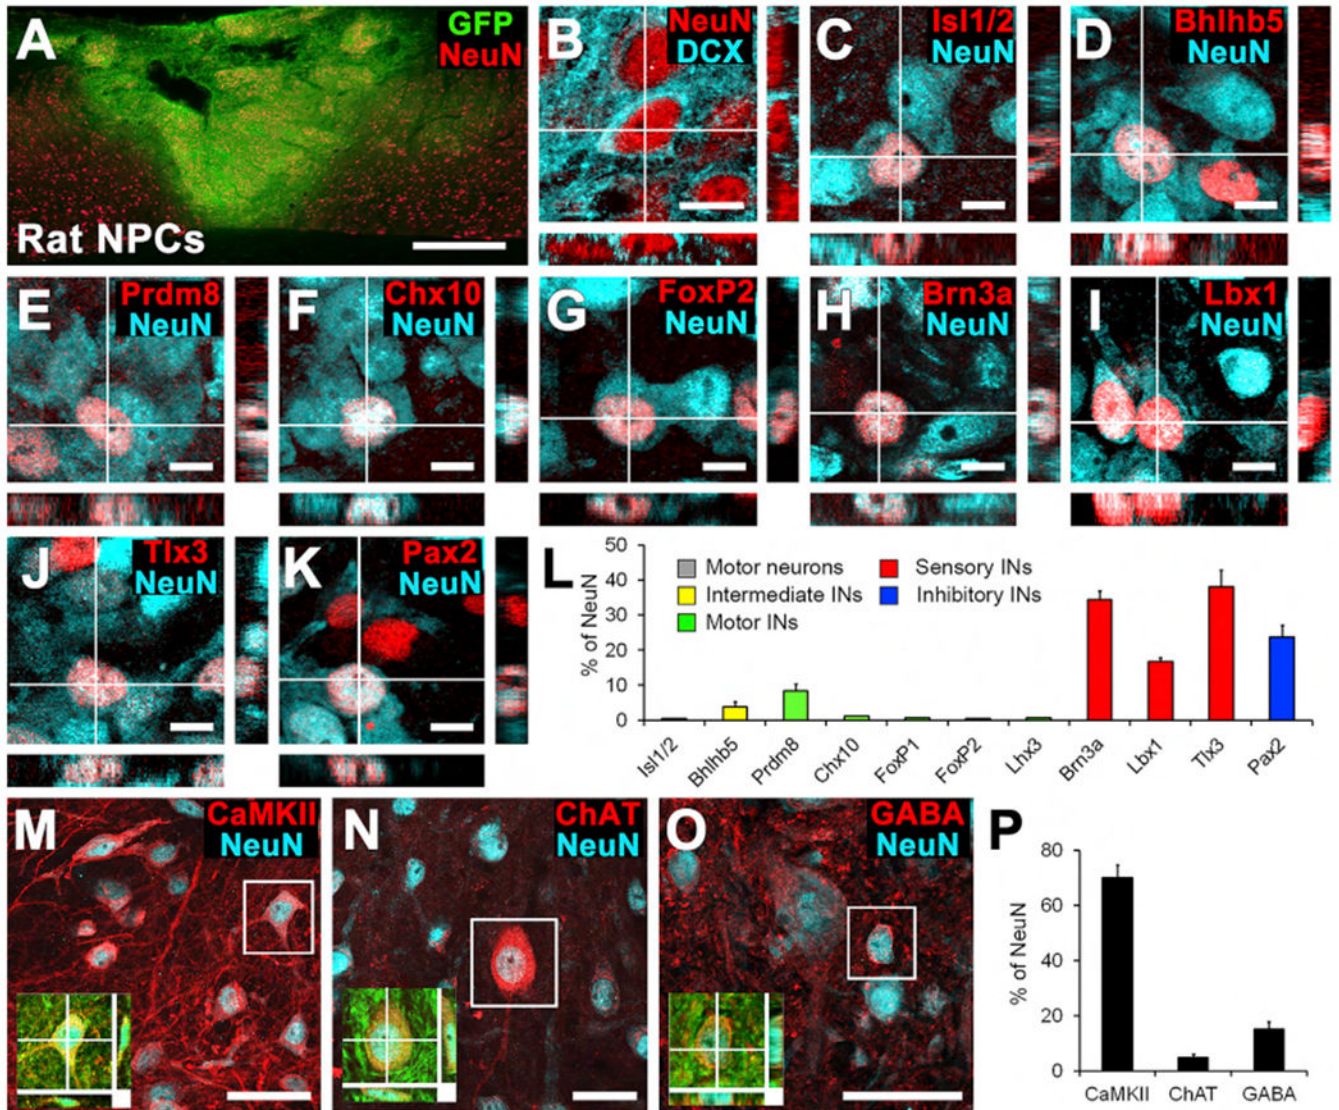 A
GFP
NeuN
Rat NPCs
B
NeuN
DCX
C
Isl1/2
NeuN
D
Bhlhb5
NeuN
E
Prdm8
NeuN
F
Chx10
NeuN
G
FoxP2
NeuN
H
Brn3a
NeuN
I
Lbx1
NeuN
J
Tlx3
NeuN
K
Pax2
NeuN
L
% of NeuN
50
40
30
20
10
0
Motor neurons
Intermediate INs
Motor INs
Sensory INs
Inhibitory INs
Isl1/2
Bhlhb5
Prdm8
Chx10
FoxP1
FoxP2
Lhx3
Brn3a
Lbx1
Tlx3
Pax2
M
CaMKII
NeuN
N
ChAT
NeuN
O
GABA
NeuN
P
% of NeuN
80
60
40
20
0
CaMKII
ChAT
GABA